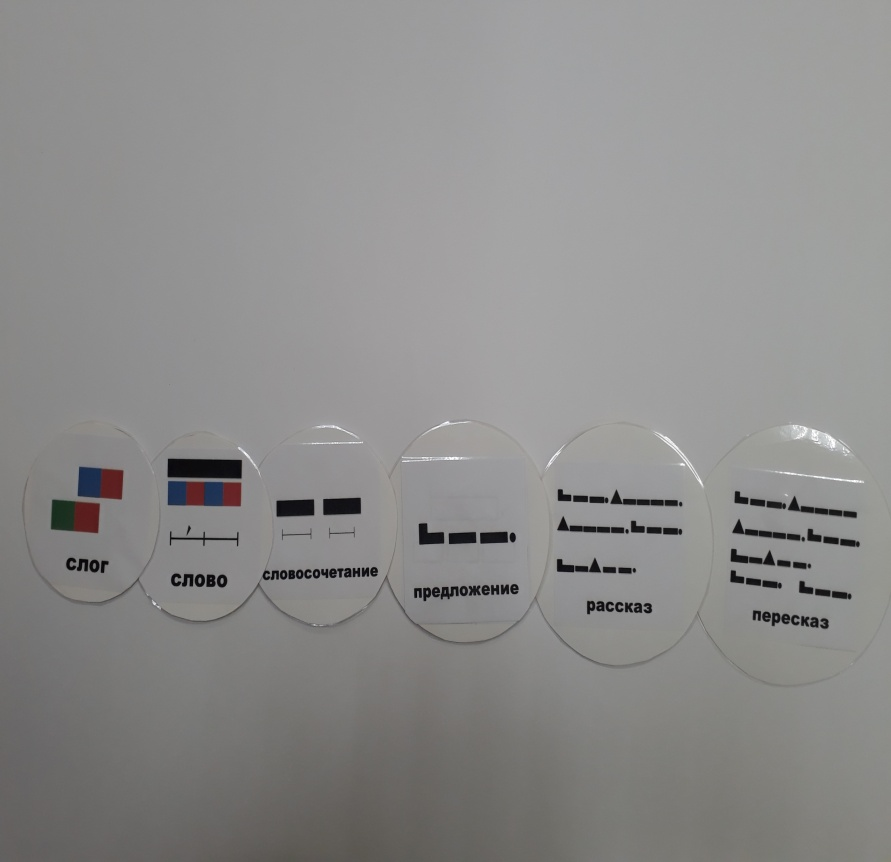 слог
слово
словосочетание
предложение
рассказ
пересказ